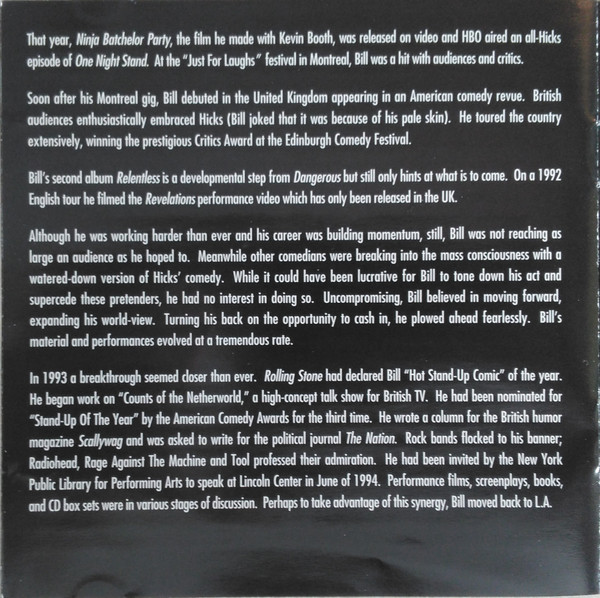 That year, Ninja Batchelor Party, the film he made with Kevin Booth, was released on video and HBO aired an all-Hicks
episode of One Night Stand. At the "Just For Laughs" festival in Montreal, Bill was a hit with audiences and critics.
Soon after his Montreal gig, Bill debuted in the United Kingdom appearing in an American comedy revue. British
audiences enthusiastically embraced Hicks (Bill joked that it was because of his pale skin). He toured the country
extensively, winning the prestigious Critics Award at the Edinburgh Comedy Festival.
Bill's second album Relentless is a developmental step from Dangerous but still only hints at what is to come. On a 1992
English tour he filmed the Revelations performance video which has only been released in the UK.
Although he was working harder than ever and his career was building momentum, still, Bill was not reaching as
large an audience as he hoped to. Meanwhile other comedians were breaking into the mass consciousness with a
watered-down version of Hicks' comedy. While it could have been lucrative for Bill to tone down his act and
supercede these pretenders, he had no interest in doing so. Uncompromising, Bill believed in moving forward,
expanding his world-view. Turning his back on the opportunity to cash in, he plowed ahead fearlessly. Bill's
material and performances evolved at a tremendous rate.
In 1993 a breakthrough seemed closer than ever. Rolling Stone had declared Bill "Hot Stand-Up Comic" of the year.
He began work on "Counts of the Netherworld," a high-concept talk show for British TV. He had been nominated for
"Stand-Up Of The Year" by the American Comedy Awards for the third time. He wrote a column for the British humor
magazine Scallywag and was asked to write for the political journal The Nation. Rock bands flocked to his banner;
Radiohead, Rage Against The Machine and Tool professed their admiration. He had been invited by the New York
Public Library for Performing Arts to speak at Lincoln Center in June of 1994. Performance films, screenplays, books,
and CD box sets were in various stages of discussion. Perhaps to take advantage of this synergy, Bill moved back to L.A.